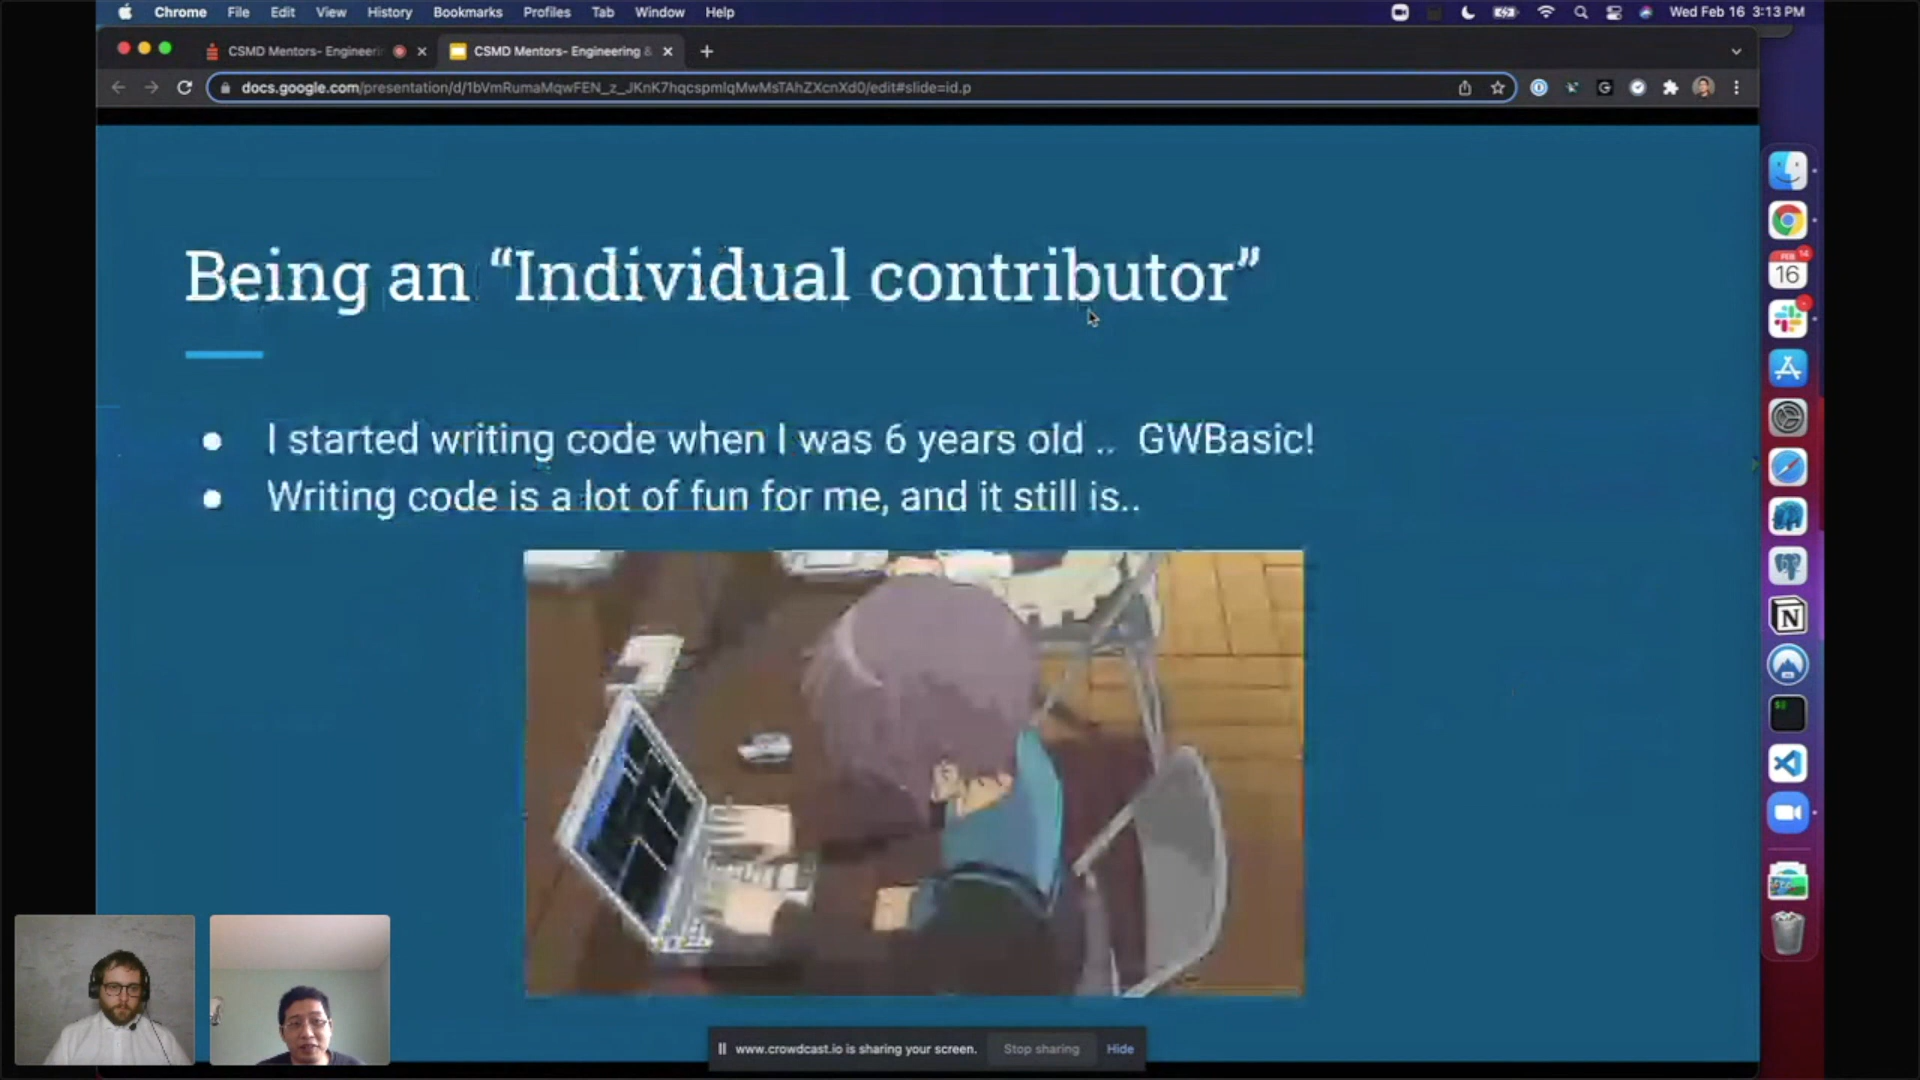 Chrome File Edit View History Bookmarks Profiles Tab Window Help Wed Feb 16 3:13 PM
CSMD Mentors- Engineeri CSMD Mentors- Engineering &
docs.google.com/presentation/d/1bVmRumaMqwFEN_z_JKnK7hqcspmlqMwMsTAhZXcnXd0/edit#slide=id.p
Being an “Individual contributor”
I started writing code when I was 6 years old .. GWBasic!
Writing code is a lot of fun for me, and it still is..
FEB 14
16
www.crowdcast.io is sharing your screen. Stop sharing Hide